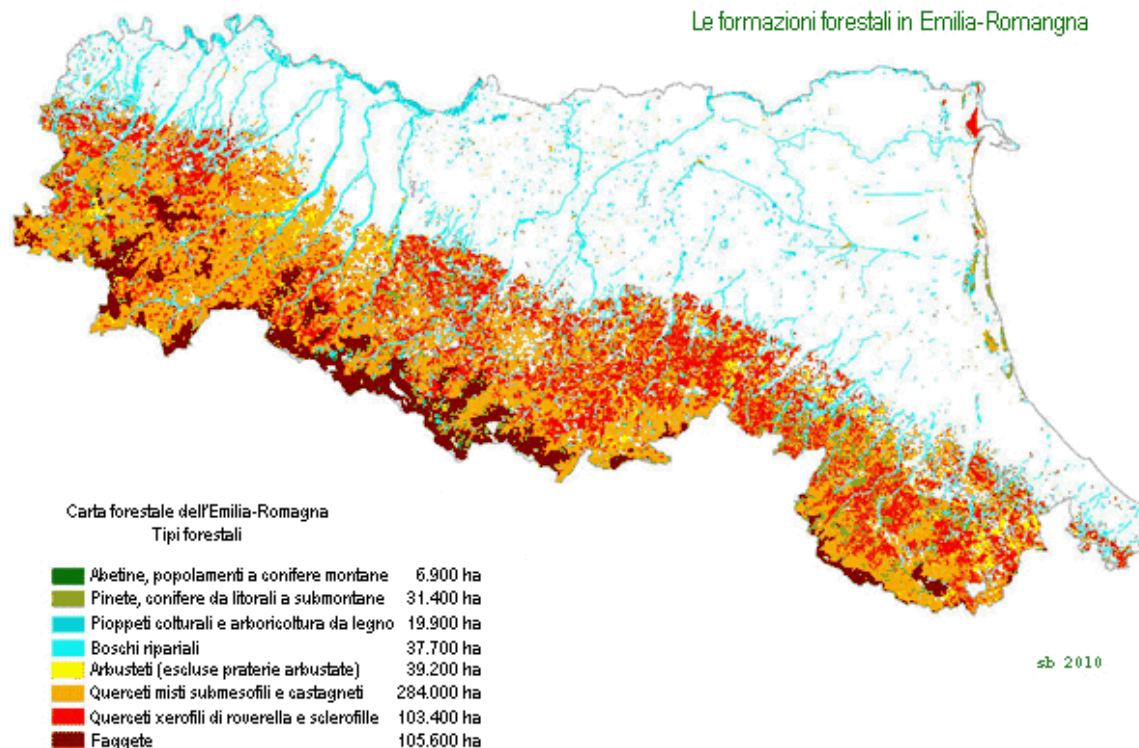 Le formazioni forestali in Emilia-Romangna
Carta forestale dell'Emilia-Romagna
Tipi forestali
Abetine, popolamenti a conifere montane 6.900 ha
Pinete, conifere da litorali a submontane 31.400 ha
Pioppeti colturali e arboricoltura da legno 19.900 ha
Boschi ripariali 37.700 ha
Arbusteti (escluse praterie arbustate) 39.200 ha
Querceti misti submesofili e castagneti 284.000 ha
Querceti xerofili di roverella e sclerofille 103.400 ha
Faggete 105.600 ha
sb 2010